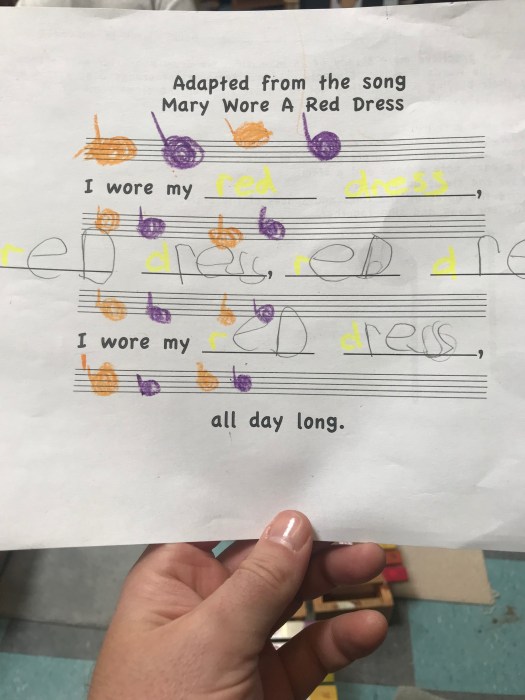 Adapted from the song
Mary Wore A Red Dress
I wore my red dress,
reD dress, reD dre
I wore my reD dress,
all day long.